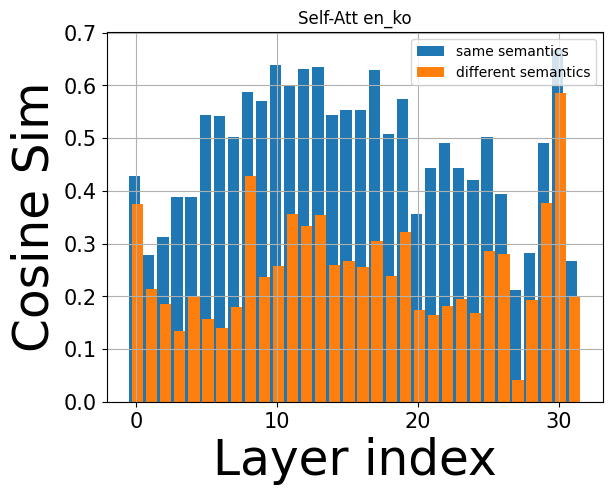 Self-Att en_ko
same semantics
different semantics
Cosine Sim
0.7
0.6
0.5
0.4
0.3
0.2
0.1
0.0
0 10 20 30
Layer index